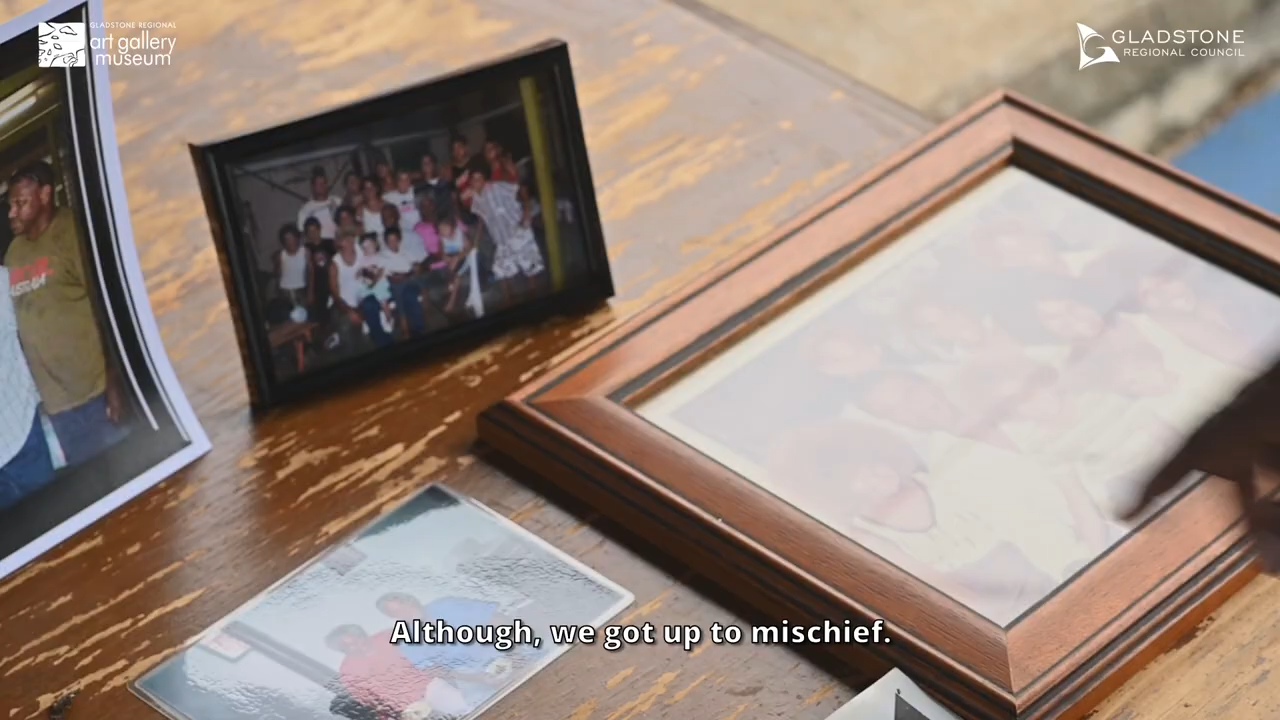 GLADSTONE REGIONAL
art gallery
museum
GLADSTONE
REGIONAL COUNCIL
Although, we got up to mischief.